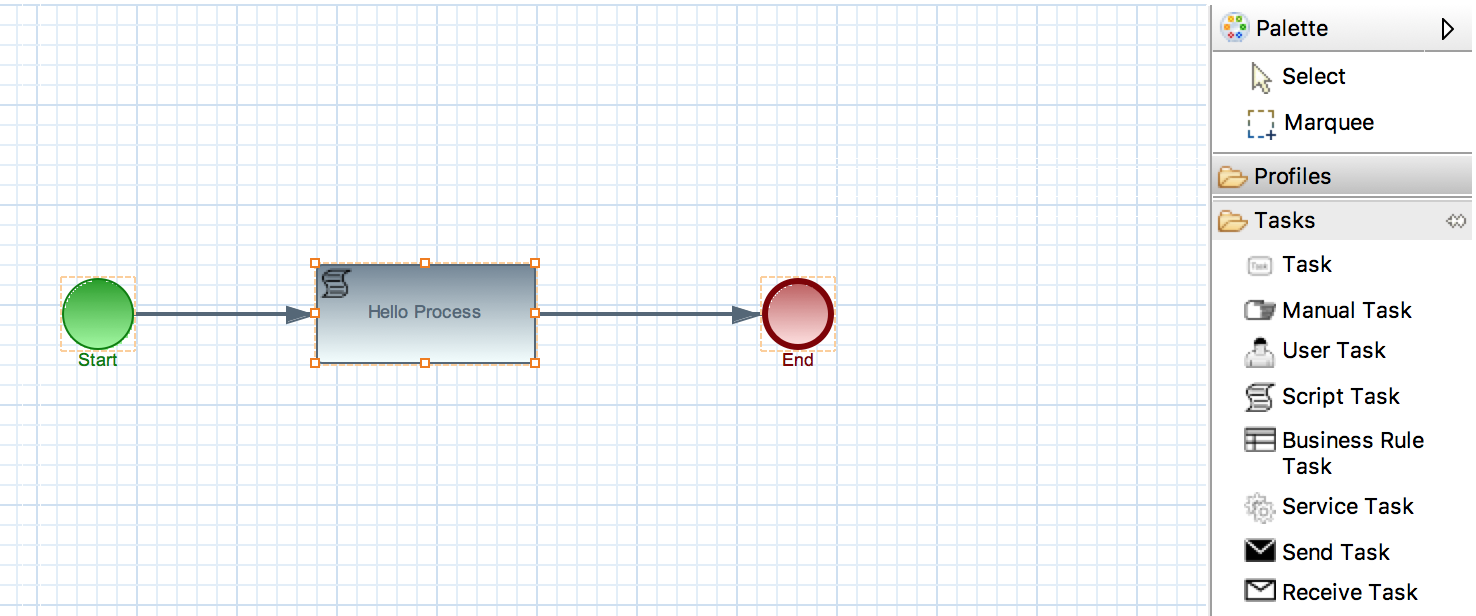 Hello Process
Start
End
Palette
Select
Marquee
Profiles
Tasks
Task
Manual Task
User Task
Script Task
Business Rule
Task
Service Task
Send Task
Receive Task